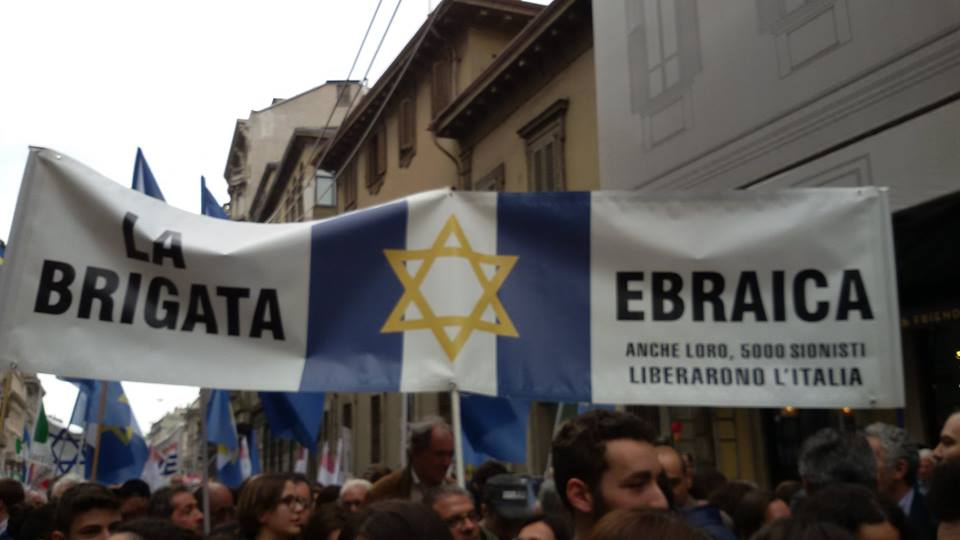 LA
BRIGATA
EBRAICA
ANCHE LORO, 5000 SIONISTI
LIBERARONO L'ITALIA